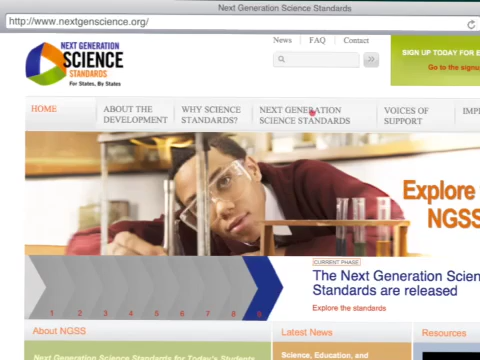 Next Generation Science Standards
http://www.nextgenscience.org/
News
FAQ
Contact
NEXT GENERATION
SCIENCE
STANDARDS
For States, By States
SIGN UP TODAY FOR E
Go to the signu
HOME
ABOUT THE
DEVELOPMENT
WHY SCIENCE
STANDARDS?
NEXT GENERATION
SCIENCE STANDARDS
VOICES OF
SUPPORT
IMP
Explore
NGSS
CURRENT PHASE
The Next Generation Scien
Standards are released
Explore the standards
1 2 3 4 5 6 7 8 9
About NGSS
Latest News
Resources
Next Generation Science Standards for Today's Students
Science, Education, and